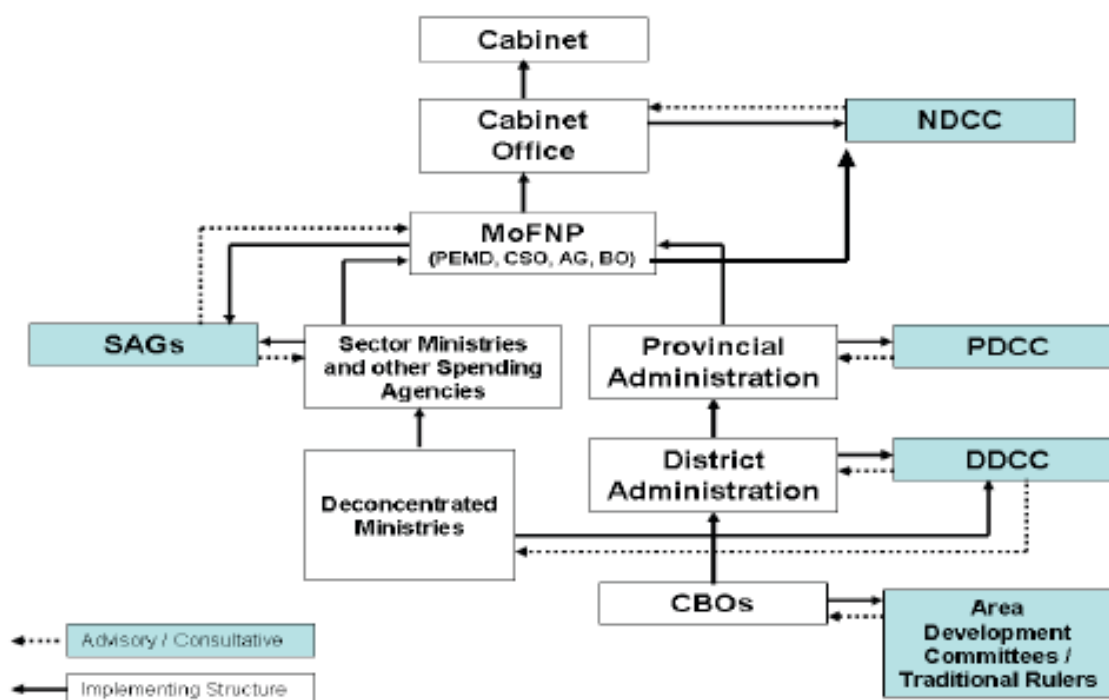 Cabinet
Cabinet
Office
NDCC
MoFNP
(PEMD, CSO, AG, BO)
SAGs
Sector Ministries
and other Spending
Agencies
Provincial
Administration
PDCC
Deconcentrated
Ministries
District
Administration
DDCC
CBOs
Area
Development
Committees /
Traditional Rulers
Advisory / Consultative
Implementing Structure